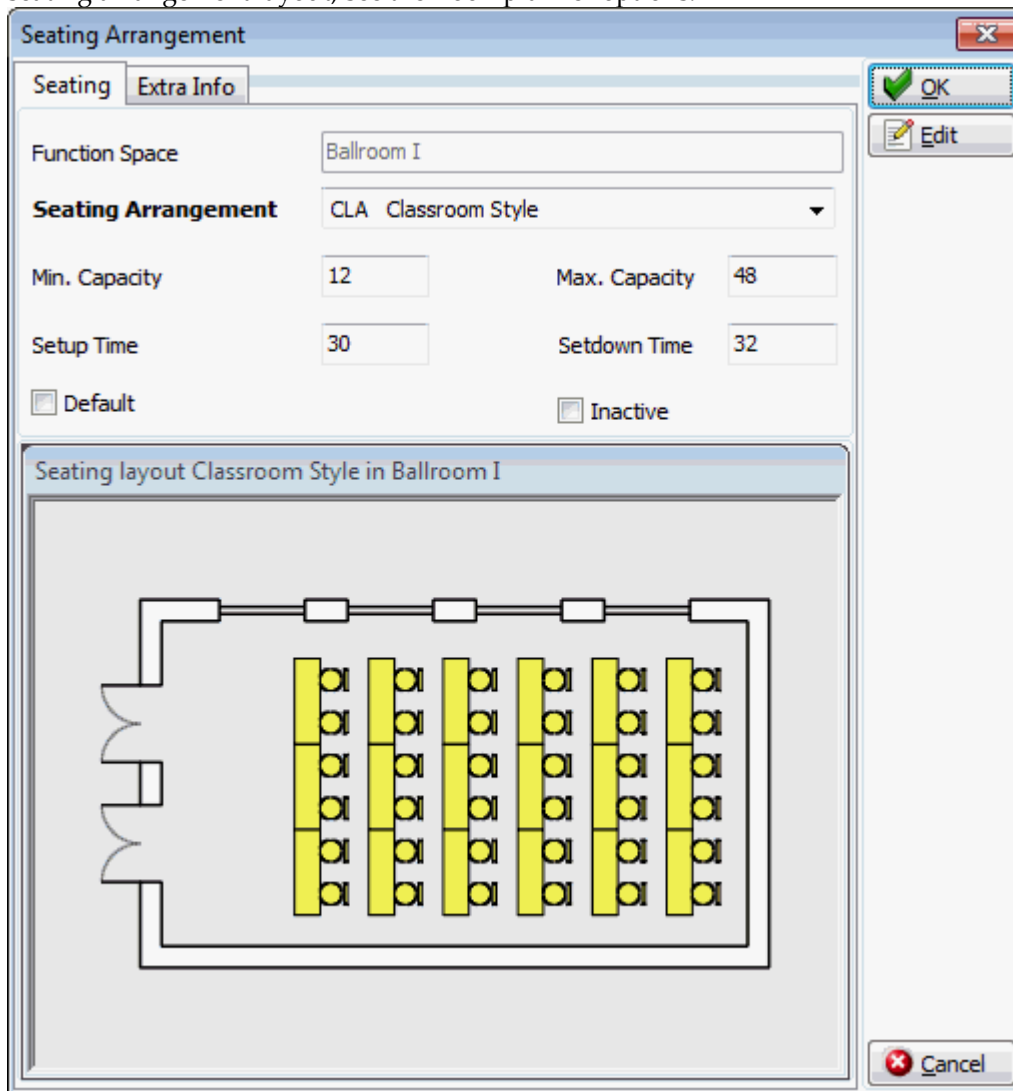 Seating Arrangement
Seating Extra Info
OK
Edit
Function Space Ballroom I
Seating Arrangement CLA Classroom Style
Min. Capacity 12 Max. Capacity 48
Setup Time 30 Setdown Time 32
Default Inactive
Seating layout Classroom Style in Ballroom I
Cancel